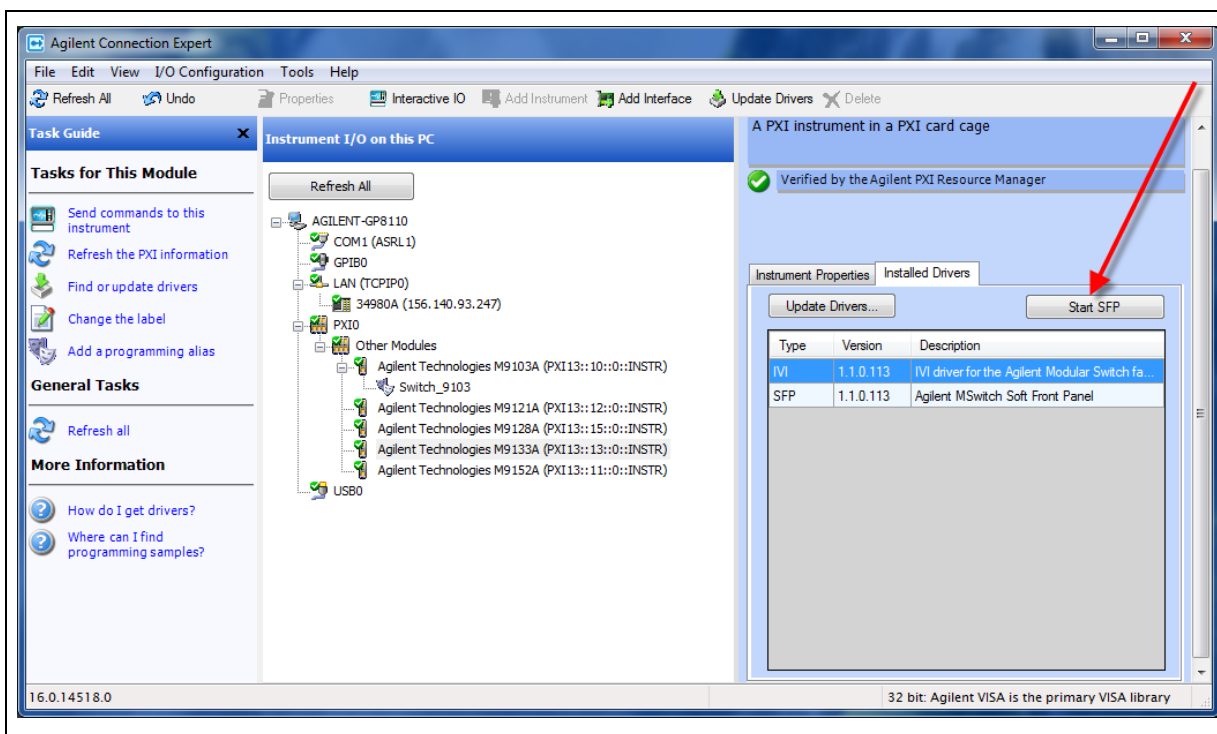 Agilent Connection Expert
File Edit View I/O Configuration Tools Help
Refresh All Undo Properties Interactive IO Add Instrument Add Interface Update Drivers Delete
Task Guide
Tasks for This Module
Send commands to this
instrument
Refresh the PXI information
Find or update drivers
Change the label
Add a programming alias
General Tasks
Refresh all
More Information
How do I get drivers?
Where can I find
programming samples?
Instrument I/O on this PC
Refresh All
AGILENT-GP8110
COM1 (ASRL1)
GPIB0
LAN (TCPIP0)
34980A (156.140.93.247)
PXI0
Other Modules
Agilent Technologies M9103A (PXI13::10::0::INSTR)
Switch_9103
Agilent Technologies M9121A (PXI13::12::0::INSTR)
Agilent Technologies M9128A (PXI13::15::0::INSTR)
Agilent Technologies M9133A (PXI13::13::0::INSTR)
Agilent Technologies M9152A (PXI13::11::0::INSTR)
USB0
A PXI instrument in a PXI card cage
Verified by the Agilent PXI Resource Manager
Instrument Properties Installed Drivers
Update Drivers... Start SFP
Type Version Description
IVI 1.1.0.113 IVI driver for the Agilent Modular Switch fa...
SFP 1.1.0.113 Agilent MSwitch Soft Front Panel
16.0.14518.0 32 bit: Agilent VISA is the primary VISA library